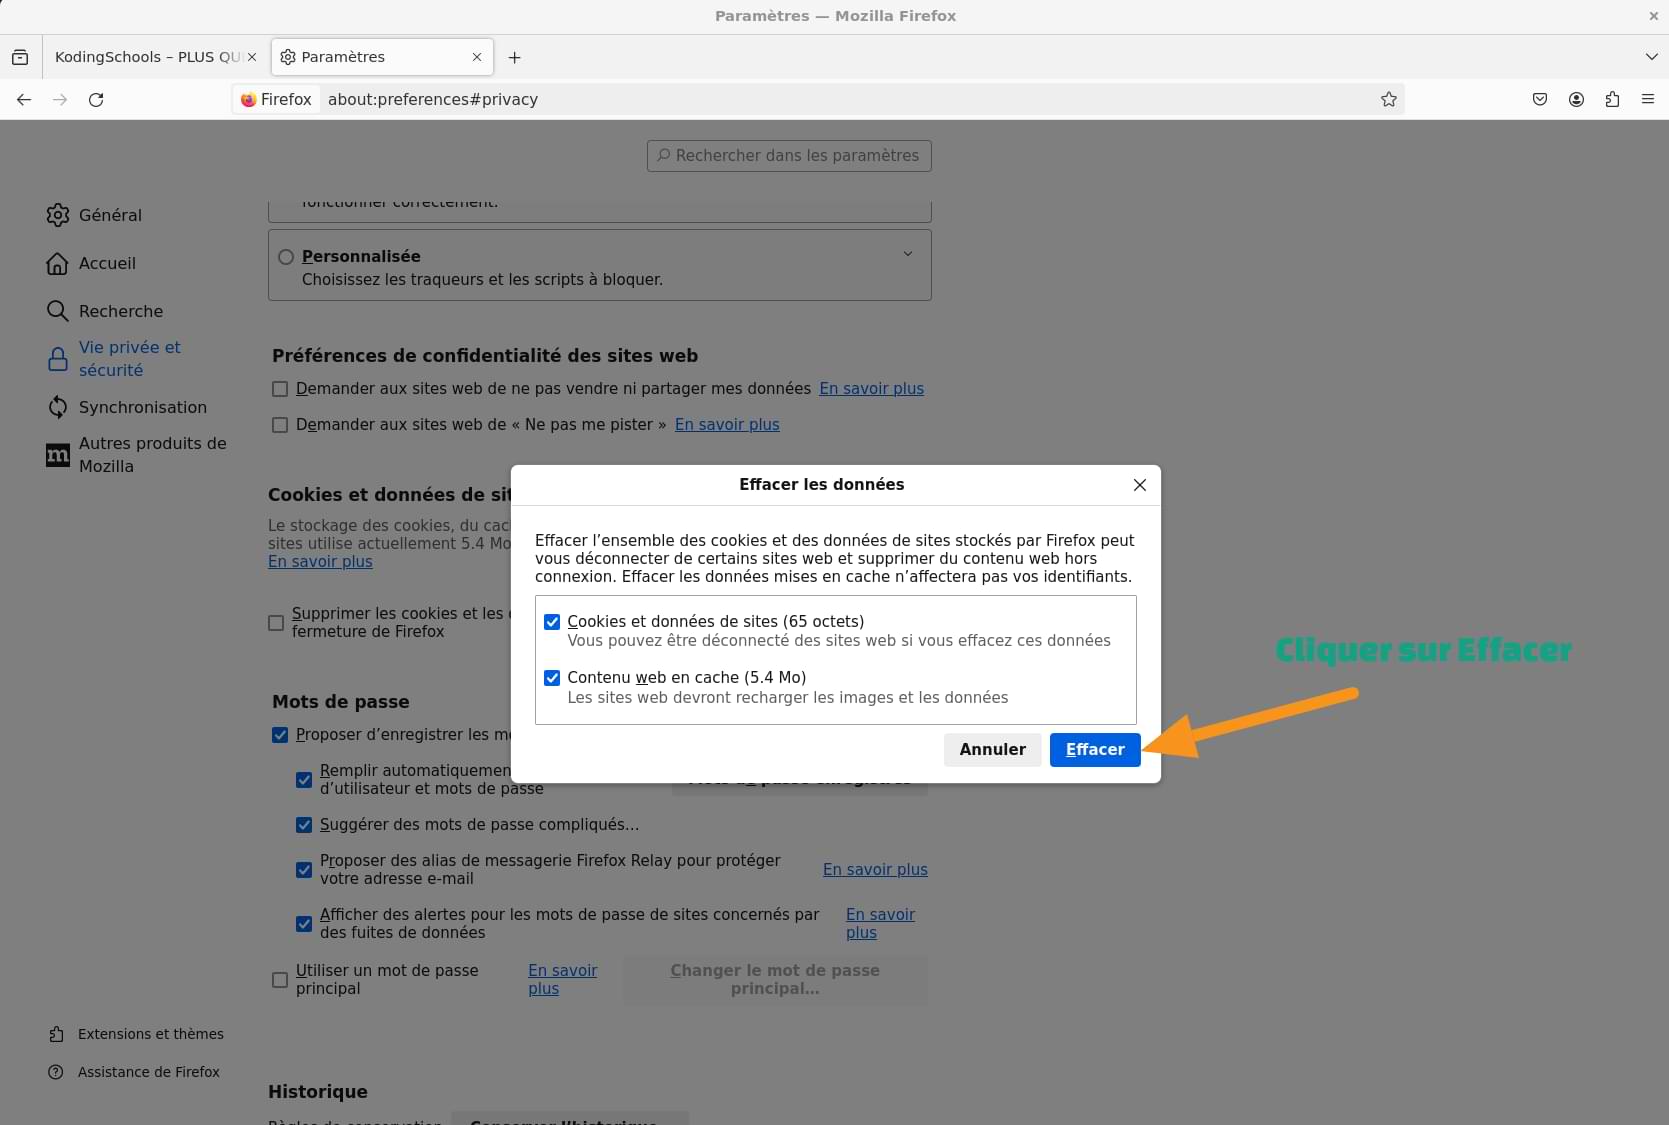 Paramètres — Mozilla Firefox
KodingSchools – PLUS QU
Paramètres
Firefox
about:preferences#privacy
Rechercher dans les paramètres
fonctionner correctement.
Général
Personnalisée
Choisissez les traqueurs et les scripts à bloquer.
Accueil
Recherche
Vie privée et
sécurité
Synchronisation
Autres produits de
Mozilla
Préférences de confidentialité des sites web
Demander aux sites web de ne pas vendre ni partager mes données En savoir plus
Demander aux sites web de « Ne pas me pister » En savoir plus
Cookies et données de sit
Le stockage des cookies, du cac
sites utilise actuellement 5.4 Mo
En savoir plus
Supprimer les cookies et les
fermeture de Firefox
Effacer les données
Effacer l’ensemble des cookies et des données de sites stockés par Firefox peut
vous déconnecter de certains sites web et supprimer du contenu web hors
connexion. Effacer les données mises en cache n’affectera pas vos identifiants.
Cookies et données de sites (65 octets)
Vous pouvez être déconnecté des sites web si vous effacez ces données
Contenu web en cache (5.4 Mo)
Les sites web devront recharger les images et les données
Annuler
Effacer
Cliquer sur Effacer
Mots de passe
Proposer d’enregistrer les mo
Remplir automatiquemen
d’utilisateur et mots de passe
Mots de passe enregistrés
Suggérer des mots de passe compliqués…
Proposer des alias de messagerie Firefox Relay pour protéger
votre adresse e-mail
En savoir plus
Afficher des alertes pour les mots de passe de sites concernés par
des fuites de données
En savoir
plus
Utiliser un mot de passe
principal
En savoir
plus
Changer le mot de passe
principal…
Extensions et thèmes
Assistance de Firefox
Historique
Règles de conservation
Conserver l’historique